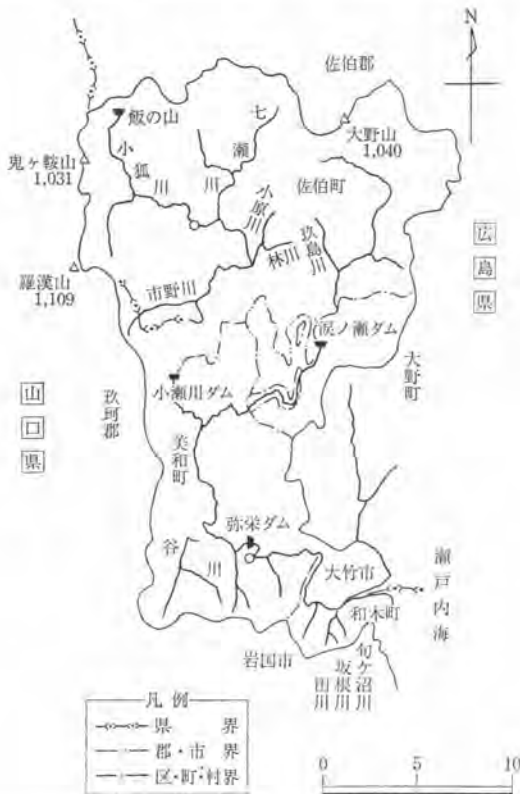 N
佐伯郡
飯の山
七瀬川
大野山
1,040
鬼ヶ鞍山
1,031
小狐川
小原川
佐伯町
広島県
林川
玖島川
羅漢山
1,109
市野川
大野町
小瀬川ダム
山口県
玖珂郡
美和町
弥栄ダム
谷川
大竹市
瀬戸内海
和木町
岩国市
旬ヶ沼川
坂根川
凡例
県界
郡・市界
区・町・村界
0 5 10